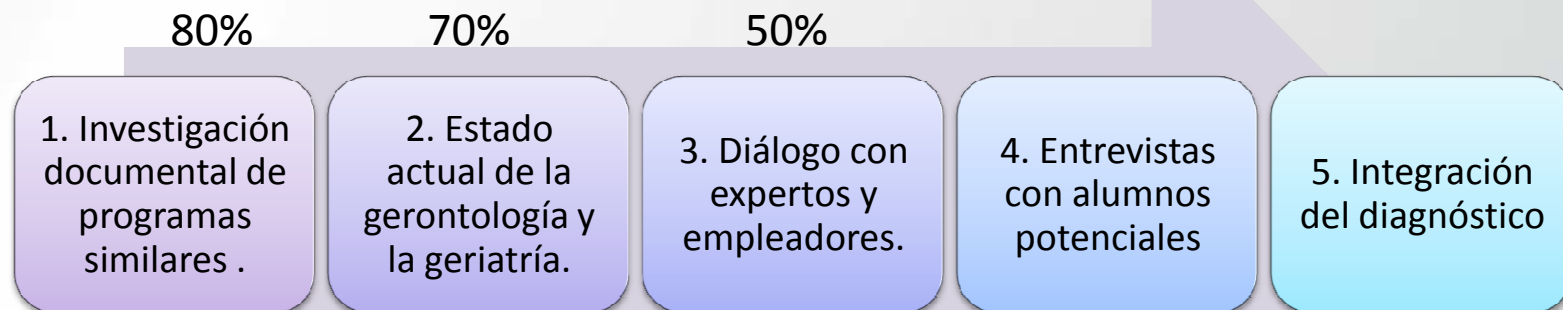 80%
70%
50%
1. Investigación
documental de
programas
similares .
2. Estado
actual de la
gerontología y
la geriatría.
3. Diálogo con
expertos y
empleadores.
4. Entrevistas
con alumnos
potenciales
5. Integración
del diagnóstico